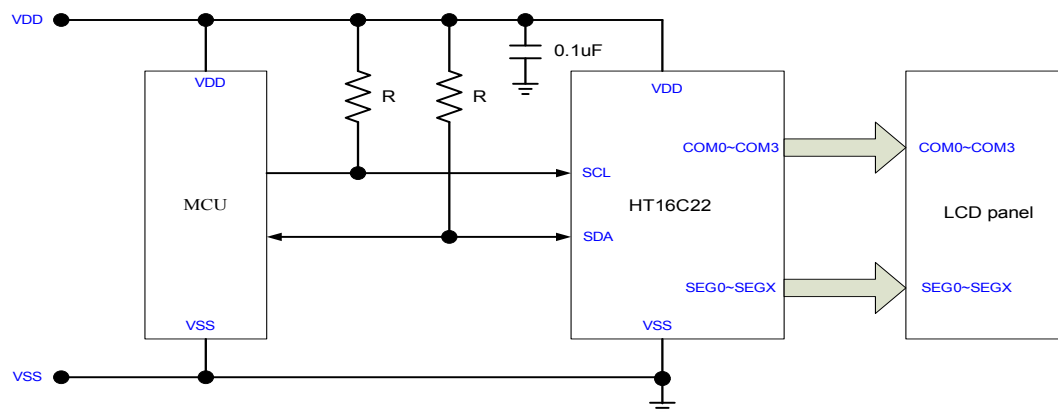 VDD
0.1uF
VDD
R
R
VDD
COM0~COM3
COM0~COM3
SCL
MCU
HT16C22
LCD panel
SDA
SEG0~SEGX
SEG0~SEGX
VSS
VSS
VSS